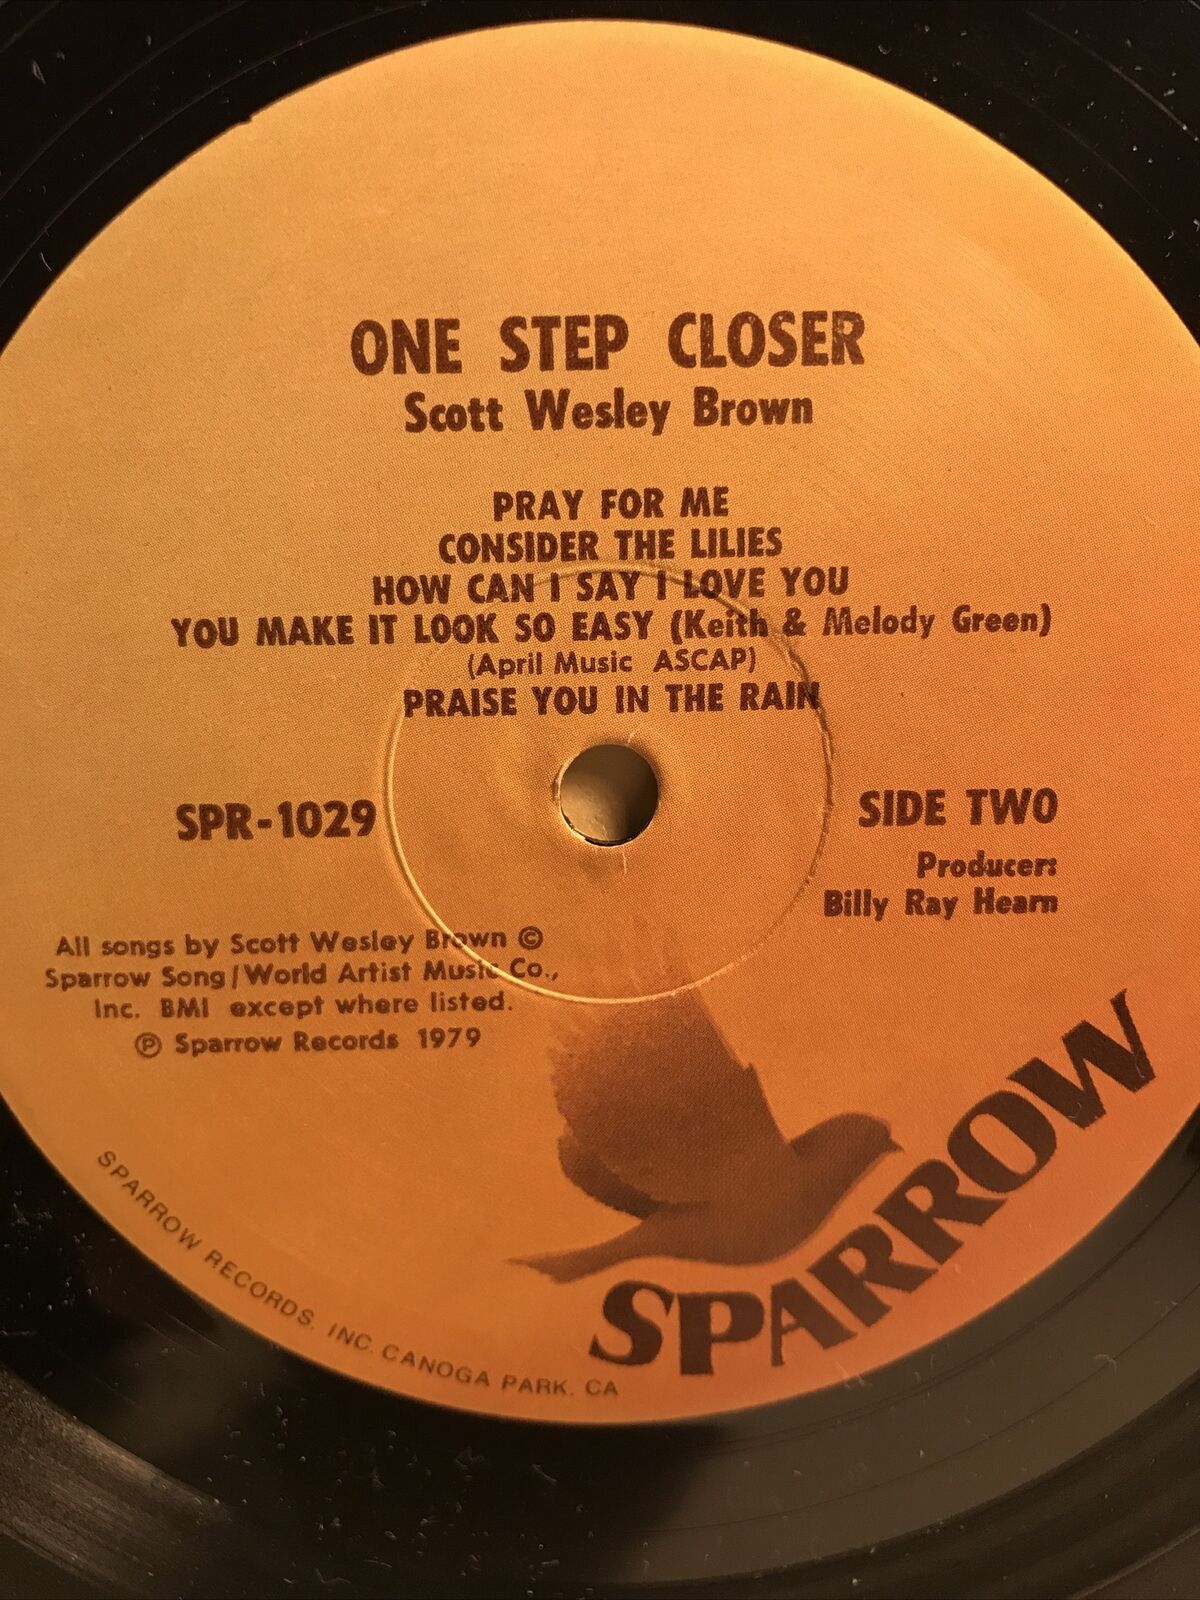 ONE STEP CLOSER
Scott Wesley Brown
PRAY FOR ME
CONSIDER THE LILIES
HOW CAN I SAY I LOVE YOU
YOU MAKE IT LOOK SO EASY (Keith & Melody Green)
(April Music ASCAP)
PRAISE YOU IN THE RAIN
SPR-1029
SIDE TWO
Producer:
Billy Ray Hearn
All songs by Scott Wesley Brown ©
Sparrow Song/World Artist Music Co.,
Inc. BMI except where listed.
℗ Sparrow Records 1979
SPARROW RECORDS, INC. CANOGA PARK, CA
SPARROW